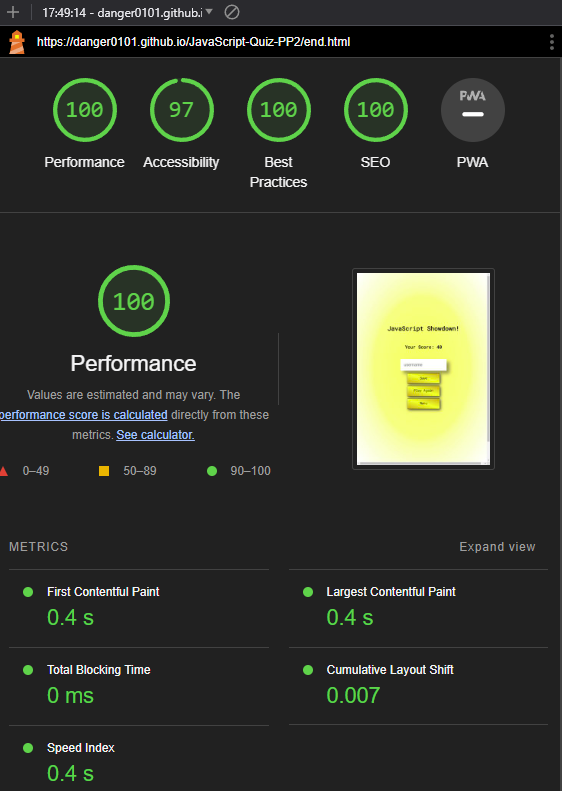 17:49:14 - danger0101.github.i
https://danger0101.github.io/JavaScript-Quiz-PP2/end.html
100
97
100
100
PWA
Performance
Accessibility
Best
Practices
SEO
PWA
100
Performance
Values are estimated and may vary. The
performance score is calculated directly from these
metrics. See calculator.
0–49
50–89
90–100
JavaScript Showdown!
Your Score: 40
username
Save
Play Again!
Main
METRICS
Expand view
First Contentful Paint
0.4 s
Largest Contentful Paint
0.4 s
Total Blocking Time
0 ms
Cumulative Layout Shift
0.007
Speed Index
0.4 s